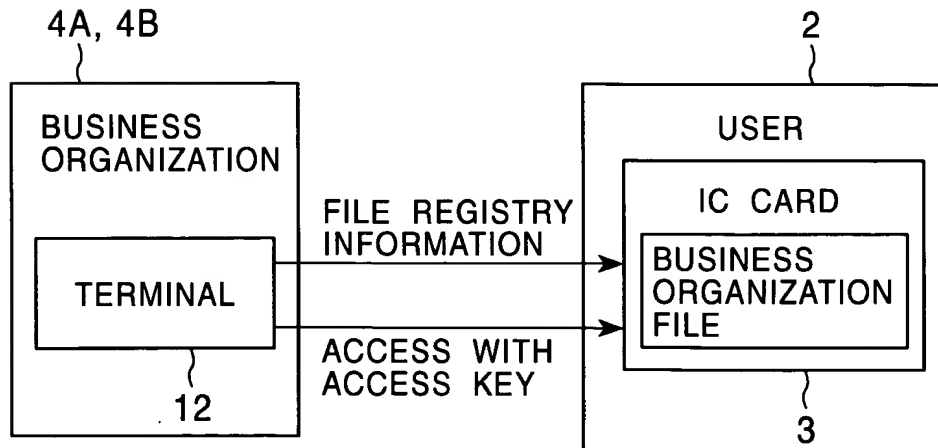 4A, 4B
2
BUSINESS
ORGANIZATION
TERMINAL
12
FILE REGISTRY
INFORMATION
ACCESS WITH
ACCESS KEY
USER
IC CARD
BUSINESS
ORGANIZATION
FILE
3